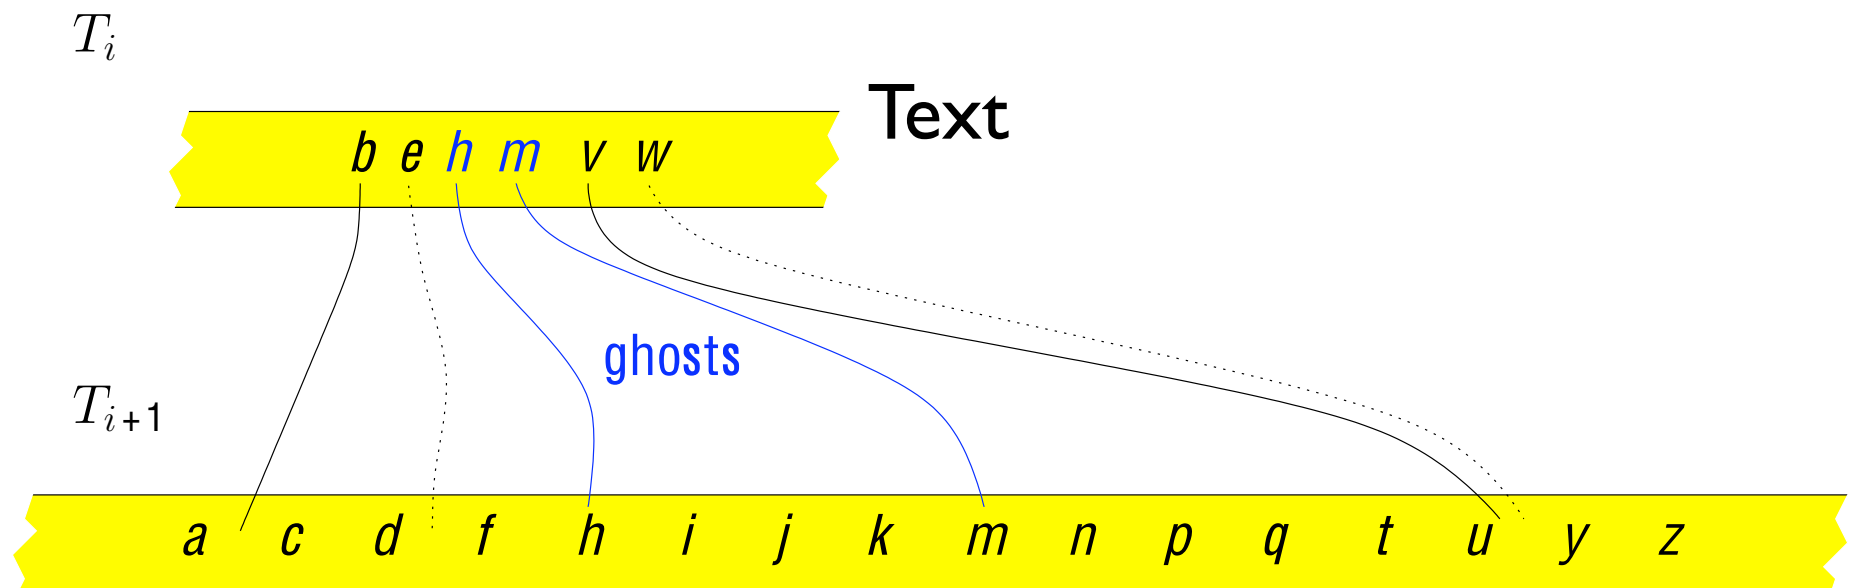 T_i
Text
b e h m v w
ghosts
T_{i+1}
a c d f h i j k m n p q t u y z